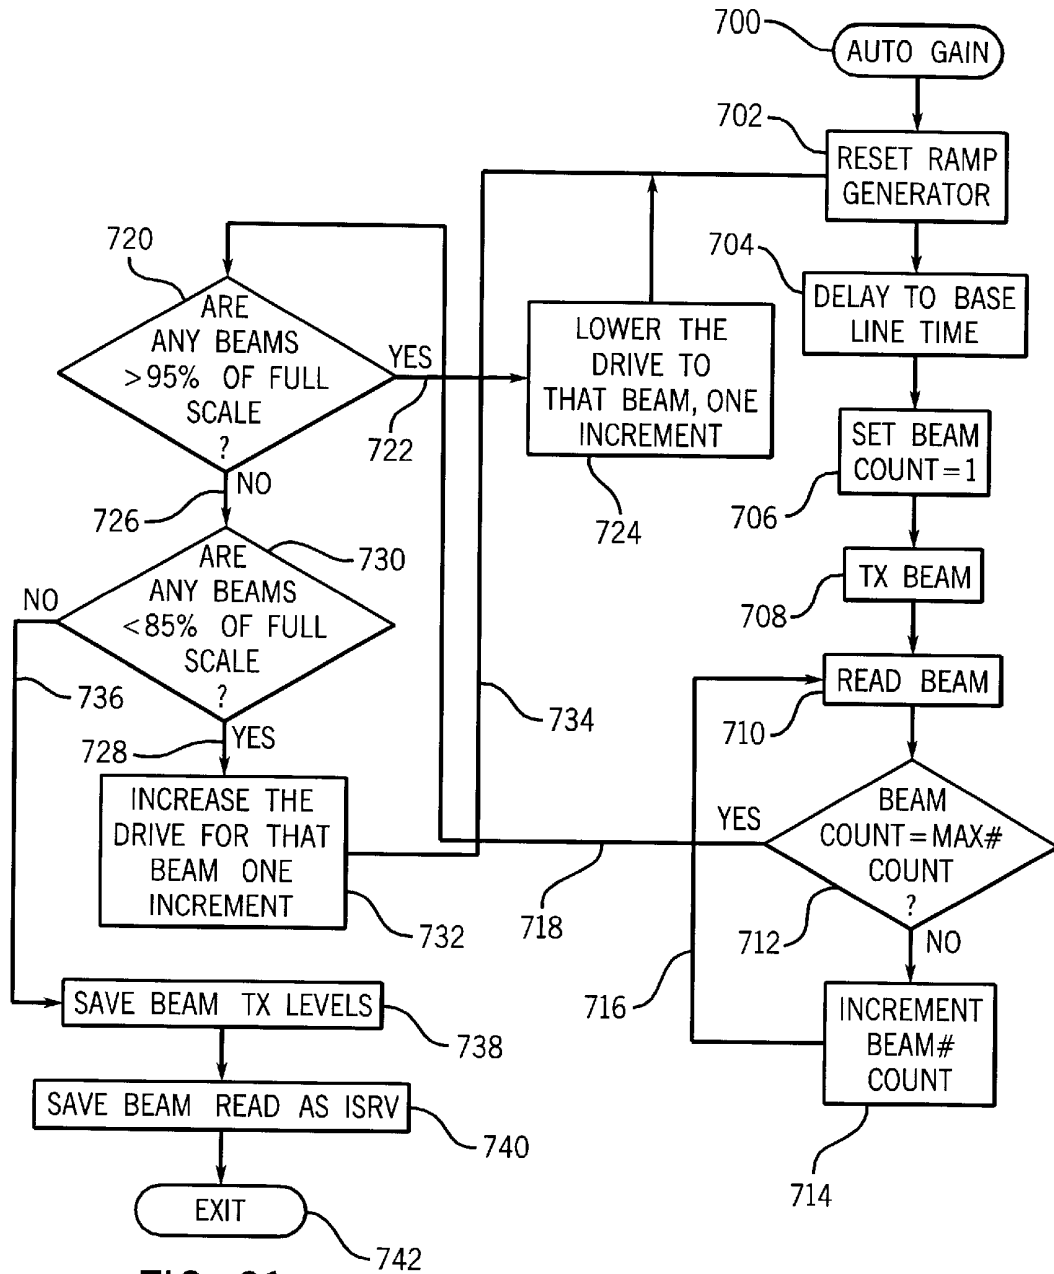 700
AUTO GAIN
702
RESET RAMP
GENERATOR
704
DELAY TO BASE
LINE TIME
SET BEAM
COUNT=1
706
TX BEAM
708
READ BEAM
710
BEAM
COUNT=MAX#
COUNT
?
YES
712
NO
718
716
INCREMENT
BEAM#
COUNT
714
720
ARE
ANY BEAMS
>95% OF FULL
SCALE
?
YES
722
LOWER THE
DRIVE TO
THAT BEAM, ONE
INCREMENT
724
NO
726
ARE
ANY BEAMS
<85% OF FULL
SCALE
?
730
NO
736
734
YES
728
INCREASE THE
DRIVE FOR THAT
BEAM ONE
INCREMENT
732
SAVE BEAM TX LEVELS
738
SAVE BEAM READ AS ISRV
740
EXIT
742